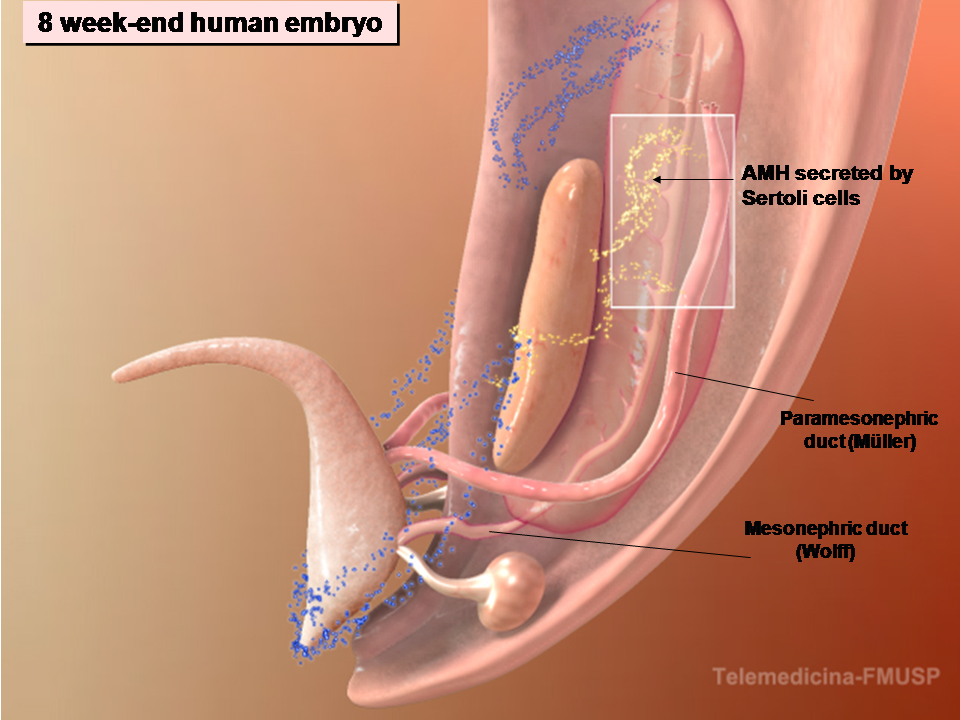 8 week-end human embryo
AMH secreted by
Sertoli cells
Paramesonephric
duct (Müller)
Mesonephric duct
(Wolff)
Telemedicina-FMUSP